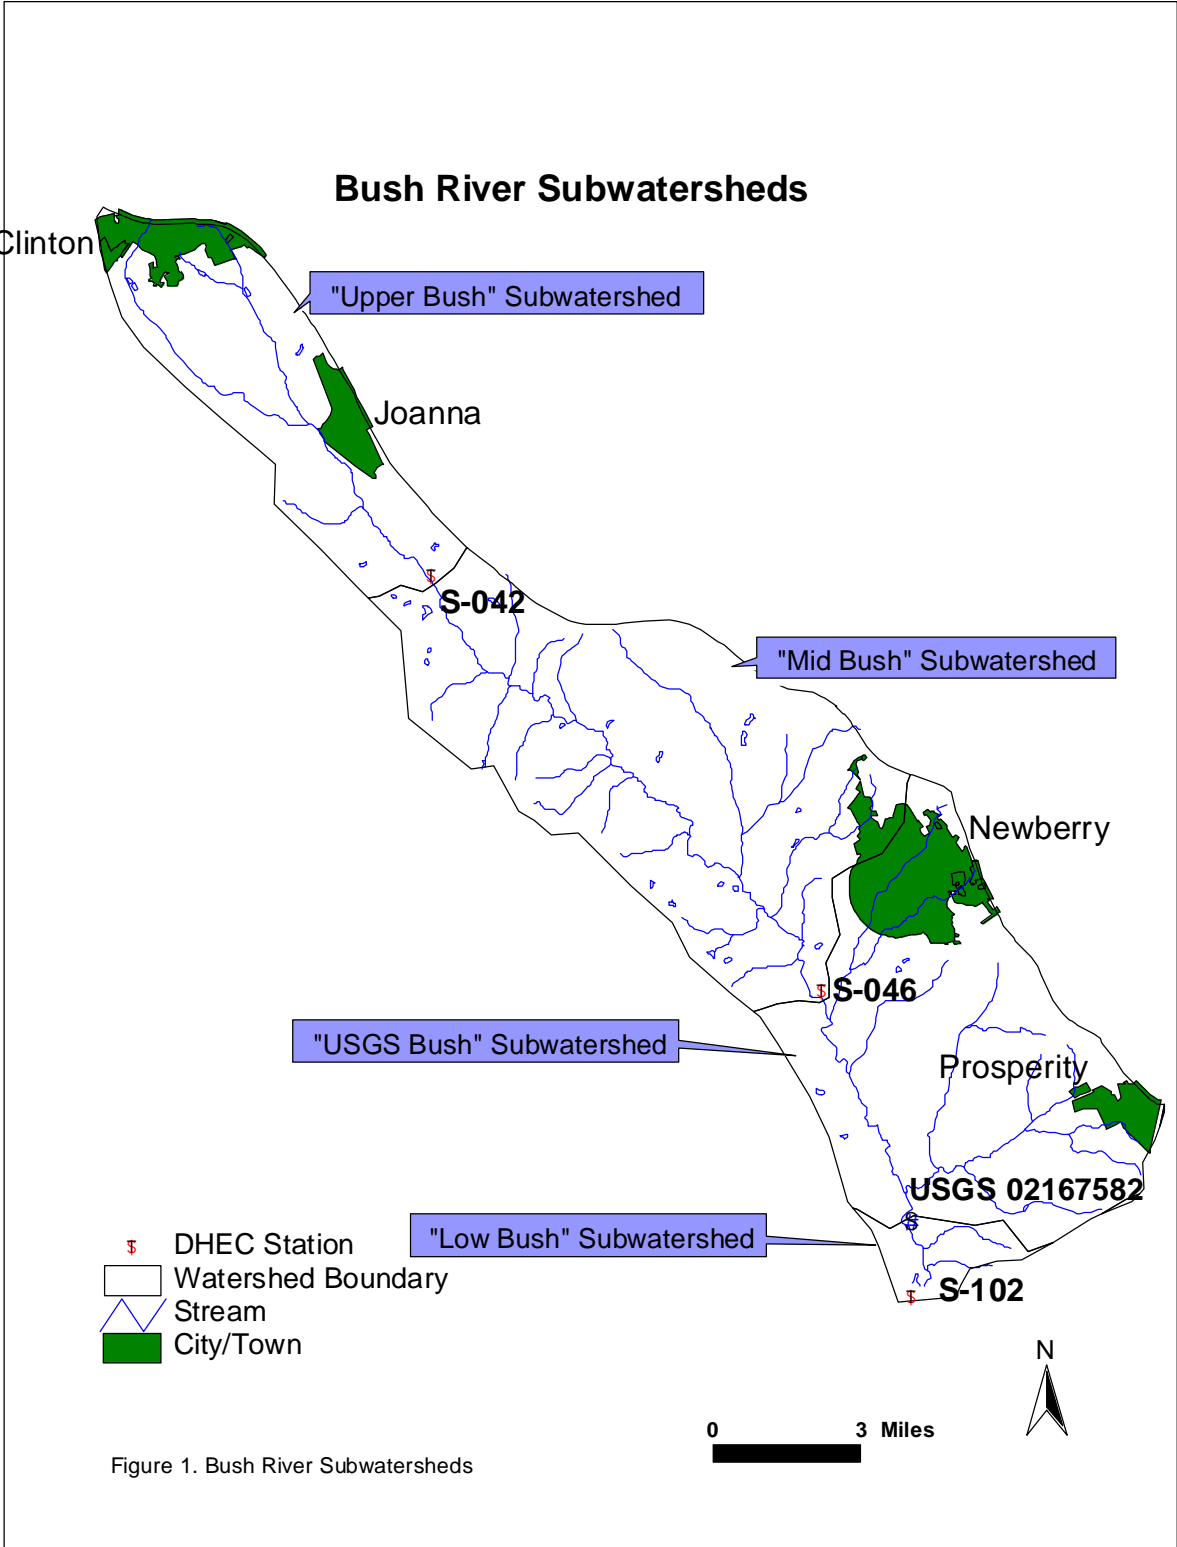 Bush River Subwatersheds
Clinton
"Upper Bush" Subwatershed
Joanna
S-042
"Mid Bush" Subwatershed
Newberry
S-046
"USGS Bush" Subwatershed
Prosperity
USGS 02167582
"Low Bush" Subwatershed
S-102
DHEC Station
Watershed Boundary
Stream
City/Town
N
0 3 Miles
Figure 1. Bush River Subwatersheds